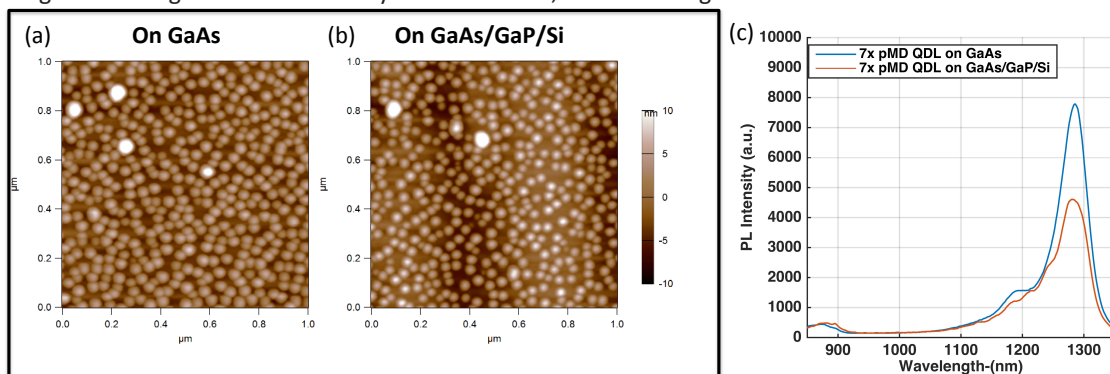 (a) On GaAs
(b) On GaAs/GaP/Si
(c)
1.0
0.8
0.6
0.4
0.2
0.0
µm
0.0 0.2 0.4 0.6 0.8 1.0
µm
1.0
0.8
0.6
0.4
0.2
0.0
µm
0.0 0.2 0.4 0.6 0.8 1.0
µm
nm
10
5
0
-5
-10
7x pMD QDL on GaAs
7x pMD QDL on GaAs/GaP/Si
PL Intensity (a.u.)
10000
9000
8000
7000
6000
5000
4000
3000
2000
1000
0
900 1000 1100 1200 1300
Wavelength-(nm)